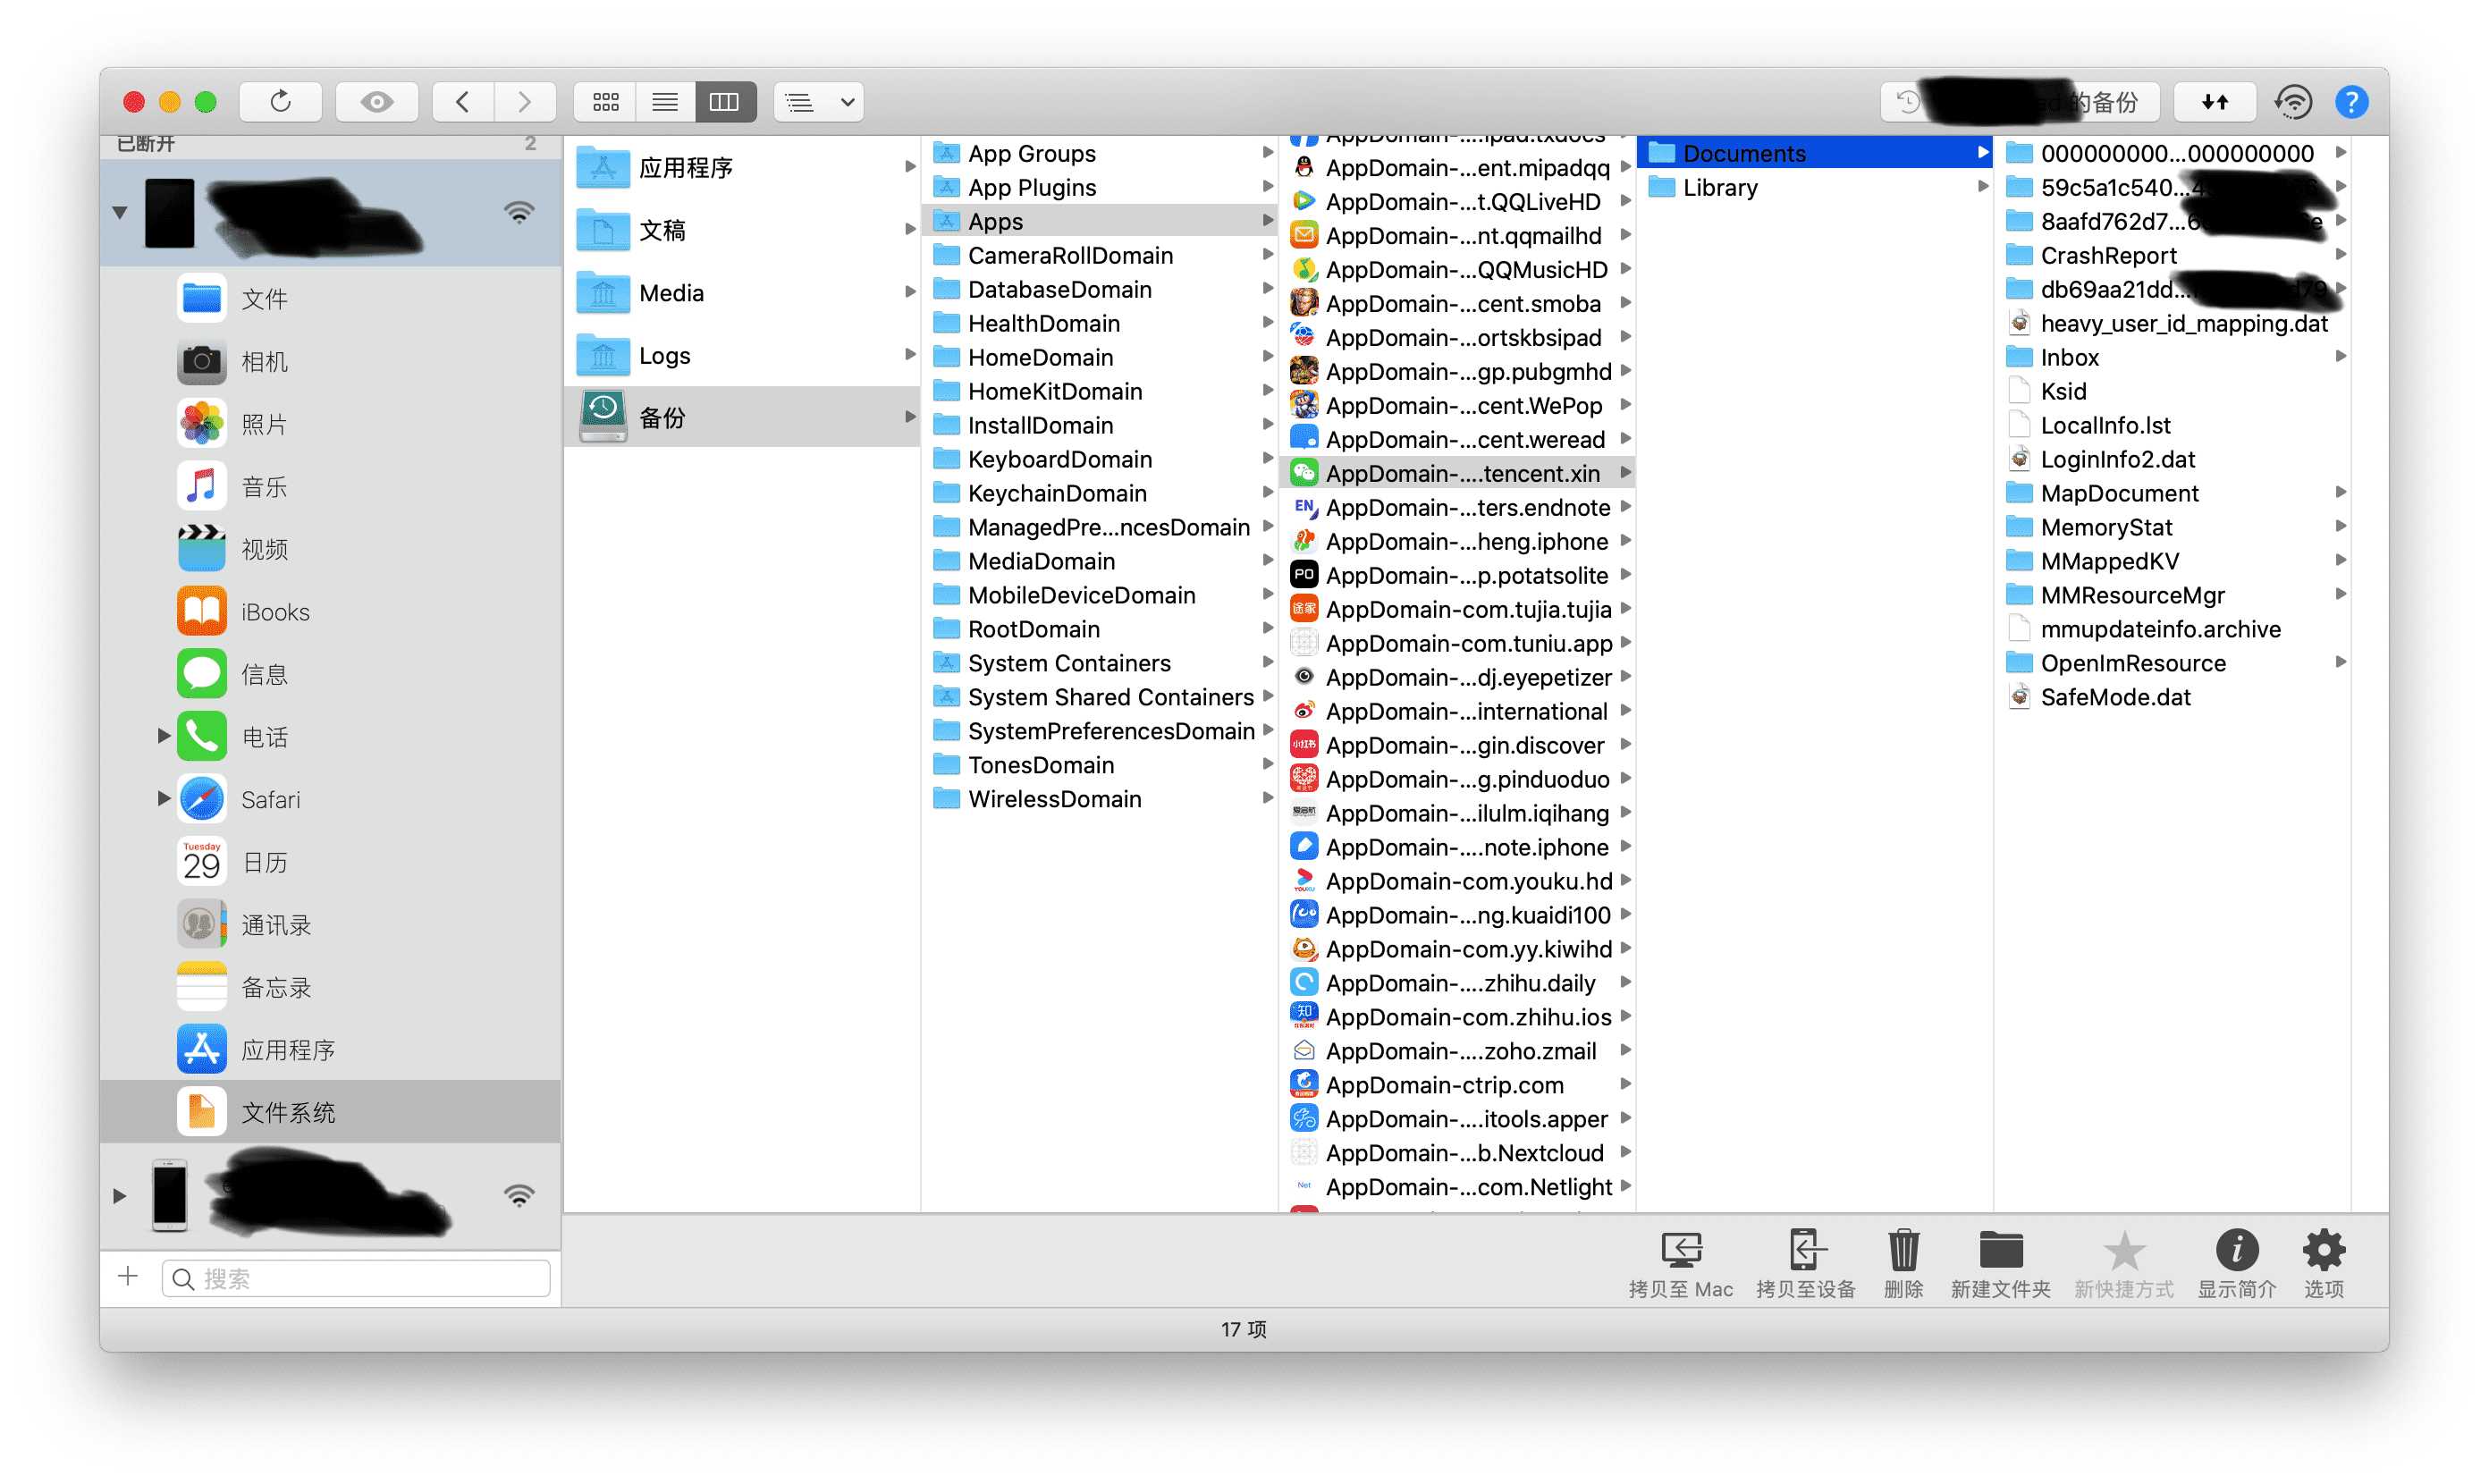 的备份
?
已断开
2
文件
相机
照片
音乐
视频
iBooks
信息
电话
Safari
Tuesday
29
日历
通讯录
备忘录
应用程序
文件系统
搜索
应用程序
文稿
Media
Logs
备份
App Groups
App Plugins
Apps
CameraRollDomain
DatabaseDomain
HealthDomain
HomeDomain
HomeKitDomain
InstallDomain
KeyboardDomain
KeychainDomain
ManagedPre...ncesDomain
MediaDomain
MobileDeviceDomain
RootDomain
System Containers
System Shared Containers
SystemPreferencesDomain
TonesDomain
WirelessDomain
AppDomain-....ipad.txdocs
AppDomain-...ent.mipadqq
AppDomain-...t.QQLiveHD
AppDomain-...nt.qqmailhd
AppDomain-...QQMusicHD
AppDomain-...cent.smoba
AppDomain-...ortskbsipad
AppDomain-...gp.pubgmhd
AppDomain-...cent.WePop
AppDomain-...cent.weread
AppDomain-....tencent.xin
EN
AppDomain-...ters.endnote
AppDomain-...heng.iphone
PO
AppDomain-...p.potatsolite
途家
AppDomain-com.tujia.tujia
AppDomain-com.tuniu.app
AppDomain-...dj.eyepetizer
AppDomain-...international
小红书
AppDomain-...gin.discover
AppDomain-...g.pinduoduo
AppDomain-...ilulm.iqihang
AppDomain-...note.iphone
YOUKU
AppDomain-com.youku.hd
AppDomain-...ng.kuaidi100
AppDomain-com.yy.kiwihd
AppDomain-....zhihu.daily
知
AppDomain-com.zhihu.ios
AppDomain-....zoho.zmail
AppDomain-ctrip.com
AppDomain-....itools.apper
AppDomain-...b.Nextcloud
Net
AppDomain-...com.Netlight
Documents
Library
000000000...000000000
59c5a1c540...
8aafd762d7...
CrashReport
db69aa21dd...
heavy_user_id_mapping.dat
Inbox
Ksid
LocalInfo.lst
LoginInfo2.dat
MapDocument
MemoryStat
MMappedKV
MMResourceMgr
mmupdateinfo.archive
OpenImResource
SafeMode.dat
拷贝至 Mac
拷贝至设备
删除
新建文件夹
新快捷方式
显示简介
选项
17 项